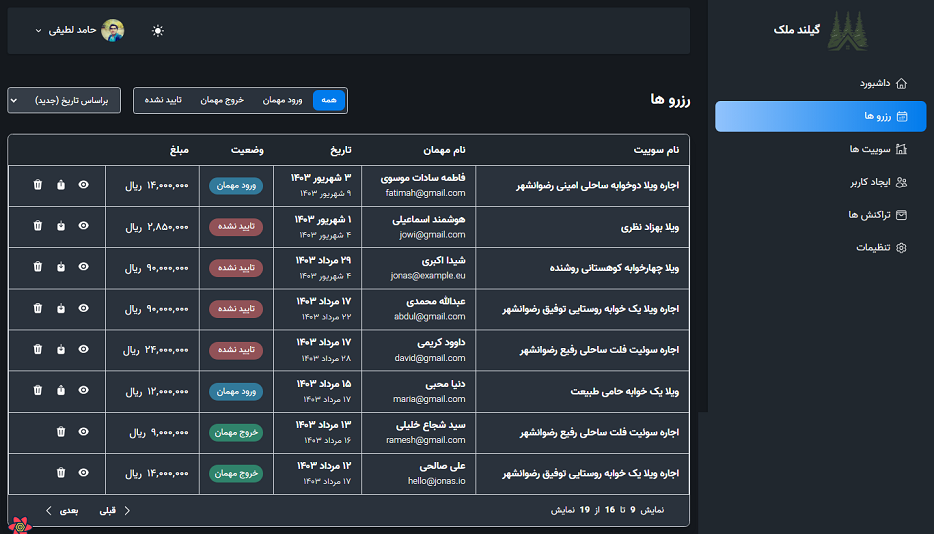 گیلند ملک
داشبورد
رزرو ها
سوییت ها
ایجاد کاربر
تراکنش ها
تنظیمات
حامد لطیفی
رزرو ها
همه ورود مهمان خروج مهمان تایید نشده
براساس تاریخ (جدید)
نام سوییت نام مهمان تاریخ وضعیت مبلغ
اجاره ویلا دوخوابه ساحلی امینی رضوانشهر فاطمه سادات موسوی ۳ شهریور ۱۴۰۳ ورود مهمان ۱۴,۰۰۰,۰۰۰ ریال
fatimah@gmail.com ۹ شهریور ۱۴۰۳
ویلا بهزاد نظری هوشمند اسماعیلی ۱ شهریور ۱۴۰۳ تایید نشده ۲,۸۵۰,۰۰۰ ریال
jowi@gmail.com ۴ شهریور ۱۴۰۳
ویلا چهارخوابه کوهستانی روشنده شیدا اکبری ۲۹ مرداد ۱۴۰۳ تایید نشده ۹۰,۰۰۰,۰۰۰ ریال
jonas@example.eu ۴ شهریور ۱۴۰۳
اجاره ویلا یک خوابه روستایی توفیق رضوانشهر عبدالله محمدی ۱۷ مرداد ۱۴۰۳ تایید نشده ۹۰,۰۰۰,۰۰۰ ریال
abdul@gmail.com ۲۲ مرداد ۱۴۰۳
اجاره سوئیت فلت ساحلی رفیع رضوانشهر داوود کریمی ۱۷ مرداد ۱۴۰۳ تایید نشده ۲۴,۰۰۰,۰۰۰ ریال
david@gmail.com ۲۸ مرداد ۱۴۰۳
ویلا یک خوابه حامی طبیعت دنیا محبی ۱۵ مرداد ۱۴۰۳ ورود مهمان ۱۲,۰۰۰,۰۰۰ ریال
maria@gmail.com ۱۷ مرداد ۱۴۰۳
اجاره سوئیت فلت ساحلی رفیع رضوانشهر سید شجاع خلیلی ۱۳ مرداد ۱۴۰۳ خروج مهمان ۹,۰۰۰,۰۰۰ ریال
ramesh@gmail.com ۱۶ مرداد ۱۴۰۳
اجاره ویلا یک خوابه روستایی توفیق رضوانشهر علی صالحی ۱۲ مرداد ۱۴۰۳ خروج مهمان ۱۴,۰۰۰,۰۰۰ ریال
hello@jonas.io ۱۷ مرداد ۱۴۰۳
نمایش 9 تا 16 از 19 نمایش
قبلی بعدی